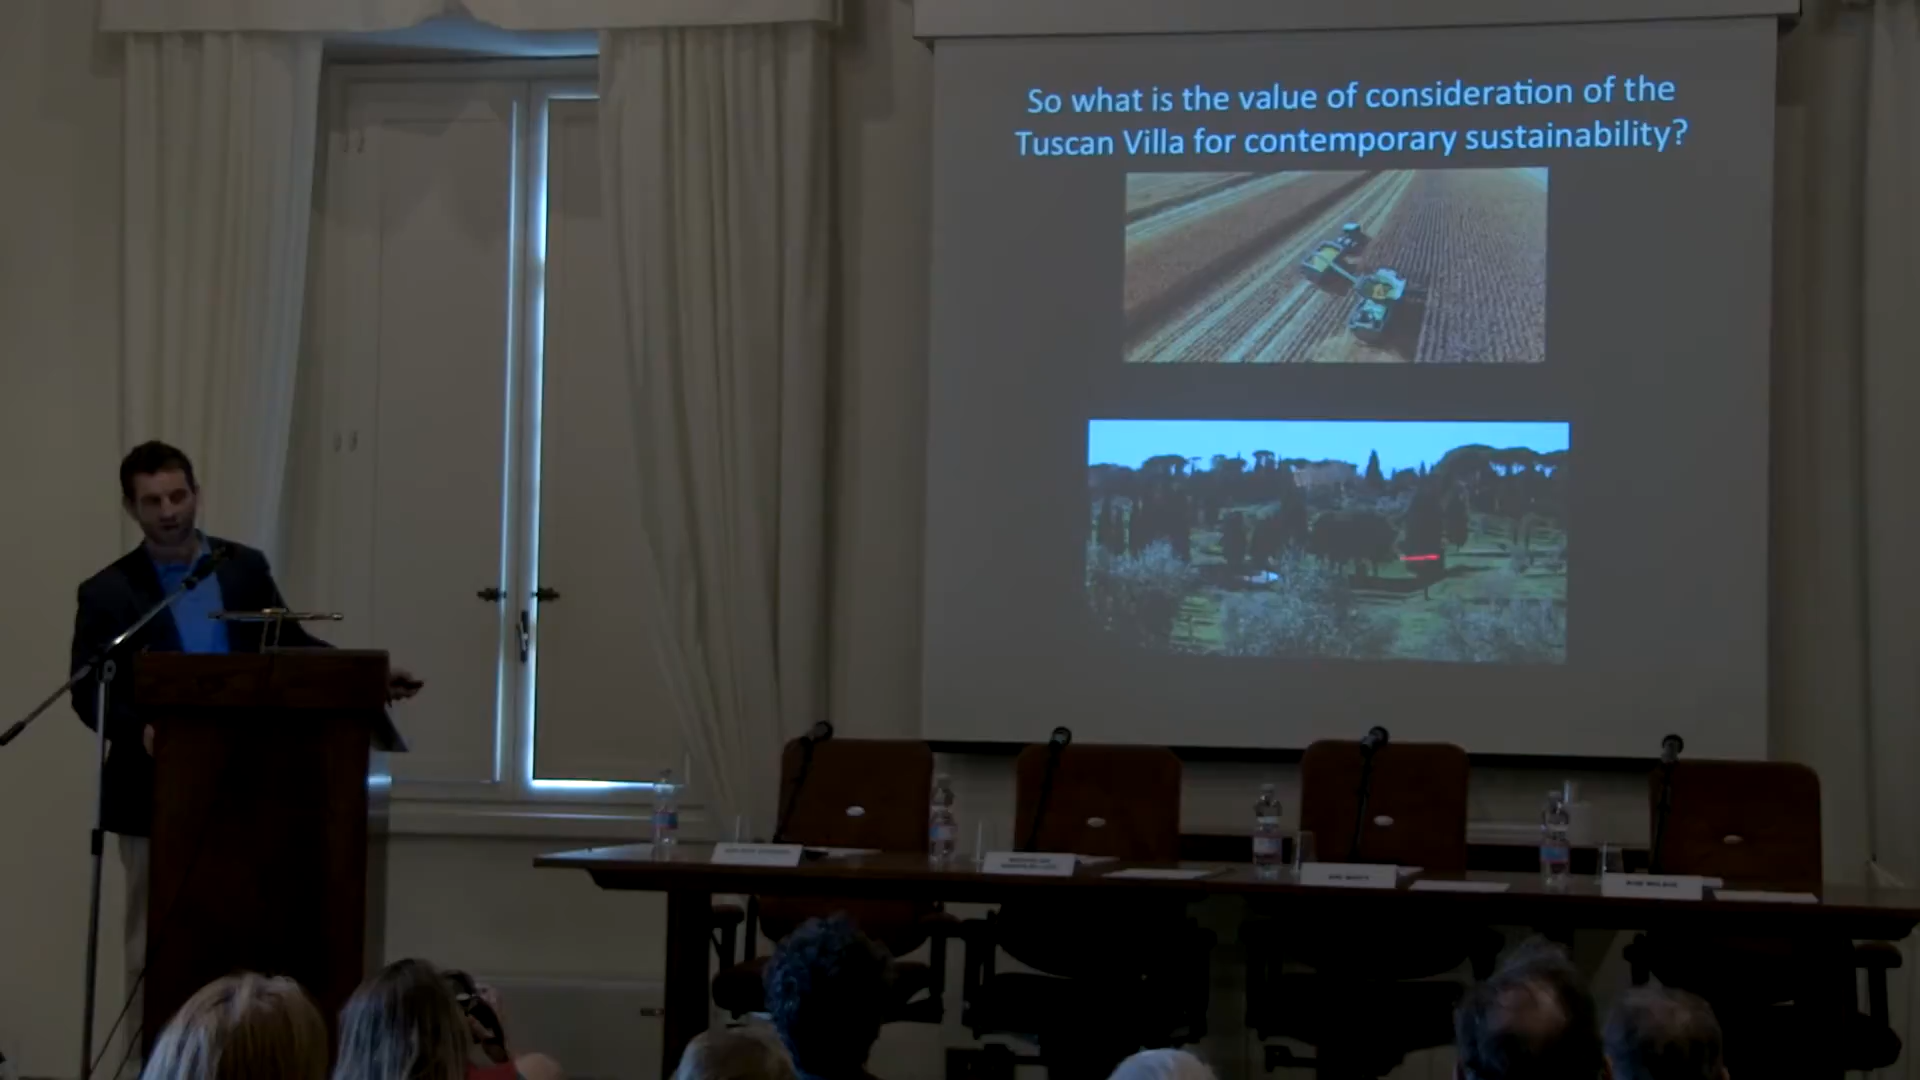 So what is the value of consideration of the
Tuscan Villa for contemporary sustainability?